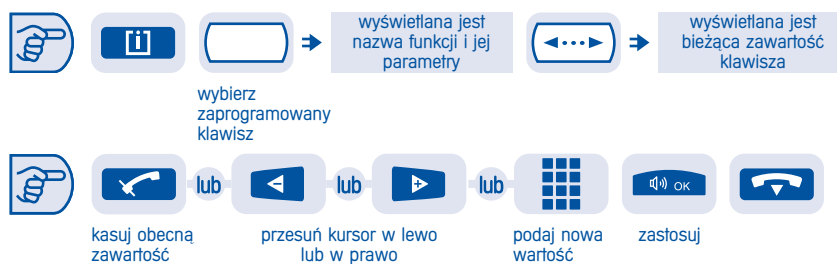 wyświetlana jest
nazwa funkcji i jej
parametry
wyświetlana jest
bieżąca zawartość
klawisza
wybierz
zaprogramowany
klawisz
lub
lub
lub
OK
kasuj obecną
zawartość
przesuń kursor w lewo
lub w prawo
podaj nowa
wartość
zastosuj